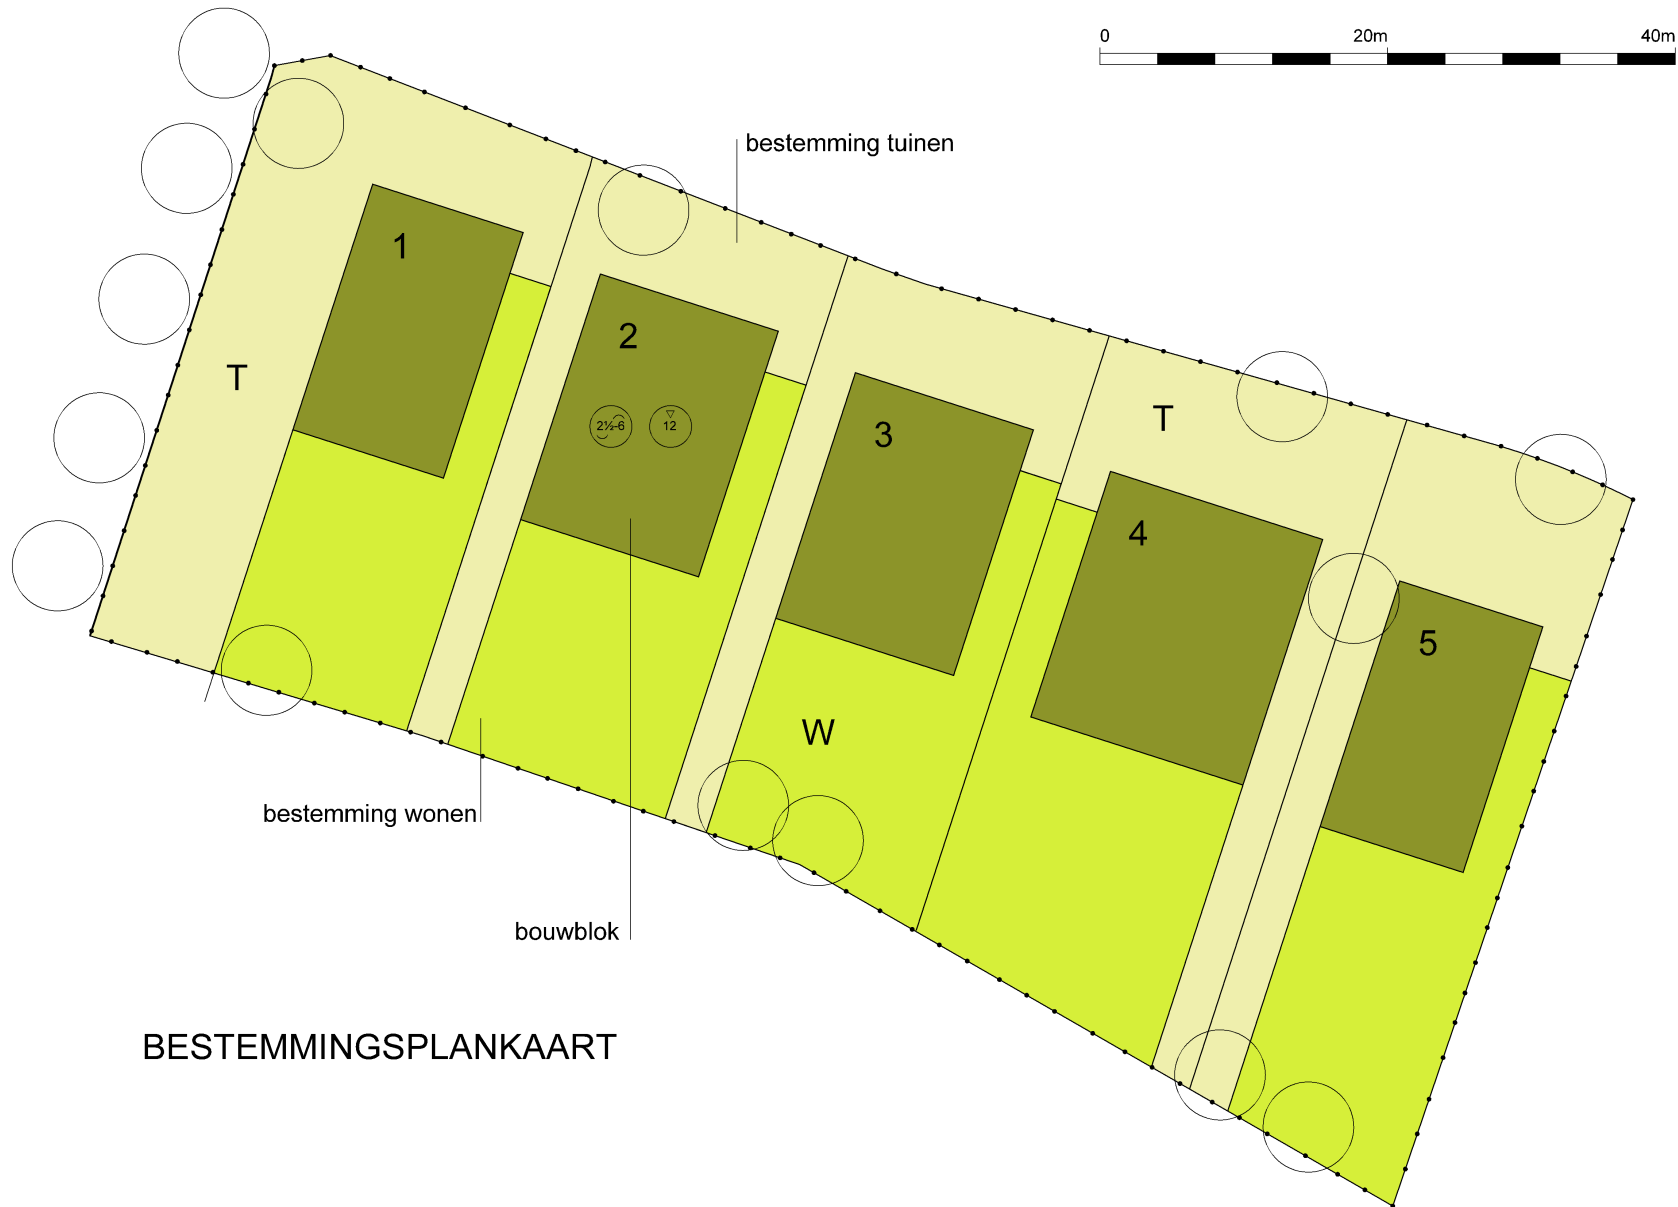 0 20m 40m
bestemming tuinen
1
2
T
2½-6 12
3
T
4
5
W
bestemming wonen
bouwblok
BESTEMMINGSPLANKAART